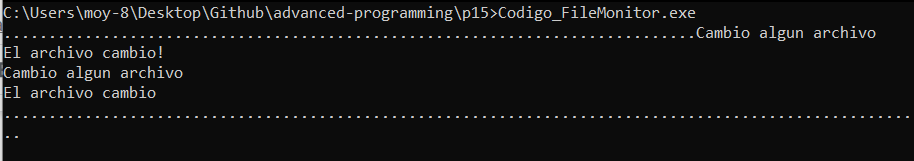 C:\Users\moy-8\Desktop\Github\advanced-programming\p15>Codigo_FileMonitor.exe
.............................................................................Cambio algun archivo
El archivo cambio!
Cambio algun archivo
El archivo cambio
.....................................................................................................
..